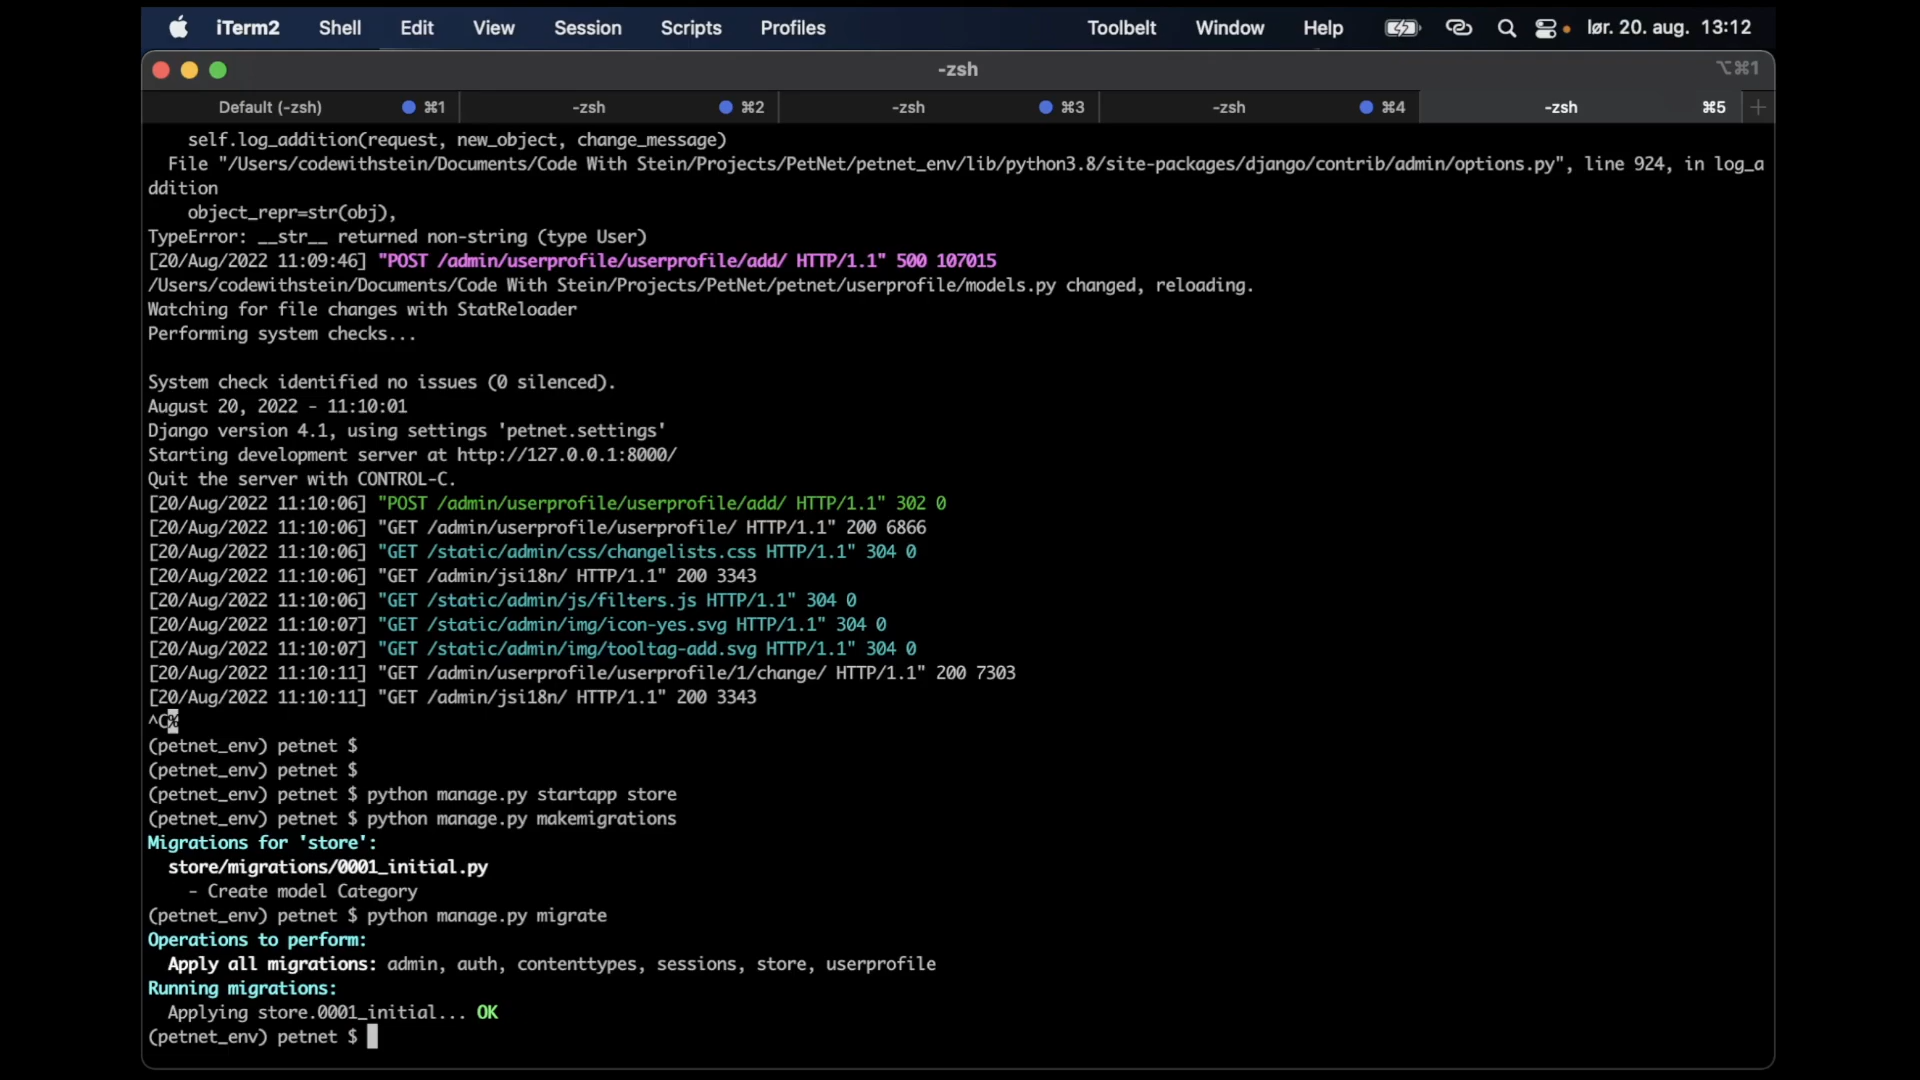 iTerm2 Shell Edit View Session Scripts Profiles Toolbelt Window Help lør. 20. aug. 13:12
-zsh ⌥⌘1
Default (-zsh) ⌘1 -zsh ⌘2 -zsh ⌘3 -zsh ⌘4 -zsh ⌘5 +
self.log_addition(request, new_object, change_message)
File "/Users/codewithstein/Documents/Code With Stein/Projects/PetNet/petnet_env/lib/python3.8/site-packages/django/contrib/admin/options.py", line 924, in log_a
ddition
object_repr=str(obj),
TypeError: __str__ returned non-string (type User)
[20/Aug/2022 11:09:46] "POST /admin/userprofile/userprofile/add/ HTTP/1.1" 500 107015
/Users/codewithstein/Documents/Code With Stein/Projects/PetNet/petnet/userprofile/models.py changed, reloading.
Watching for file changes with StatReloader
Performing system checks...
System check identified no issues (0 silenced).
August 20, 2022 - 11:10:01
Django version 4.1, using settings 'petnet.settings'
Starting development server at http://127.0.0.1:8000/
Quit the server with CONTROL-C.
[20/Aug/2022 11:10:06] "POST /admin/userprofile/userprofile/add/ HTTP/1.1" 302 0
[20/Aug/2022 11:10:06] "GET /admin/userprofile/userprofile/ HTTP/1.1" 200 6866
[20/Aug/2022 11:10:06] "GET /static/admin/css/changelists.css HTTP/1.1" 304 0
[20/Aug/2022 11:10:06] "GET /admin/jsi18n/ HTTP/1.1" 200 3343
[20/Aug/2022 11:10:06] "GET /static/admin/js/filters.js HTTP/1.1" 304 0
[20/Aug/2022 11:10:07] "GET /static/admin/img/icon-yes.svg HTTP/1.1" 304 0
[20/Aug/2022 11:10:07] "GET /static/admin/img/tooltag-add.svg HTTP/1.1" 304 0
[20/Aug/2022 11:10:11] "GET /admin/userprofile/userprofile/1/change/ HTTP/1.1" 200 7303
[20/Aug/2022 11:10:11] "GET /admin/jsi18n/ HTTP/1.1" 200 3343
^C%
(petnet_env) petnet $
(petnet_env) petnet $
(petnet_env) petnet $ python manage.py startapp store
(petnet_env) petnet $ python manage.py makemigrations
Migrations for 'store':
store/migrations/0001_initial.py
- Create model Category
(petnet_env) petnet $ python manage.py migrate
Operations to perform:
Apply all migrations: admin, auth, contenttypes, sessions, store, userprofile
Running migrations:
Applying store.0001_initial... OK
(petnet_env) petnet $